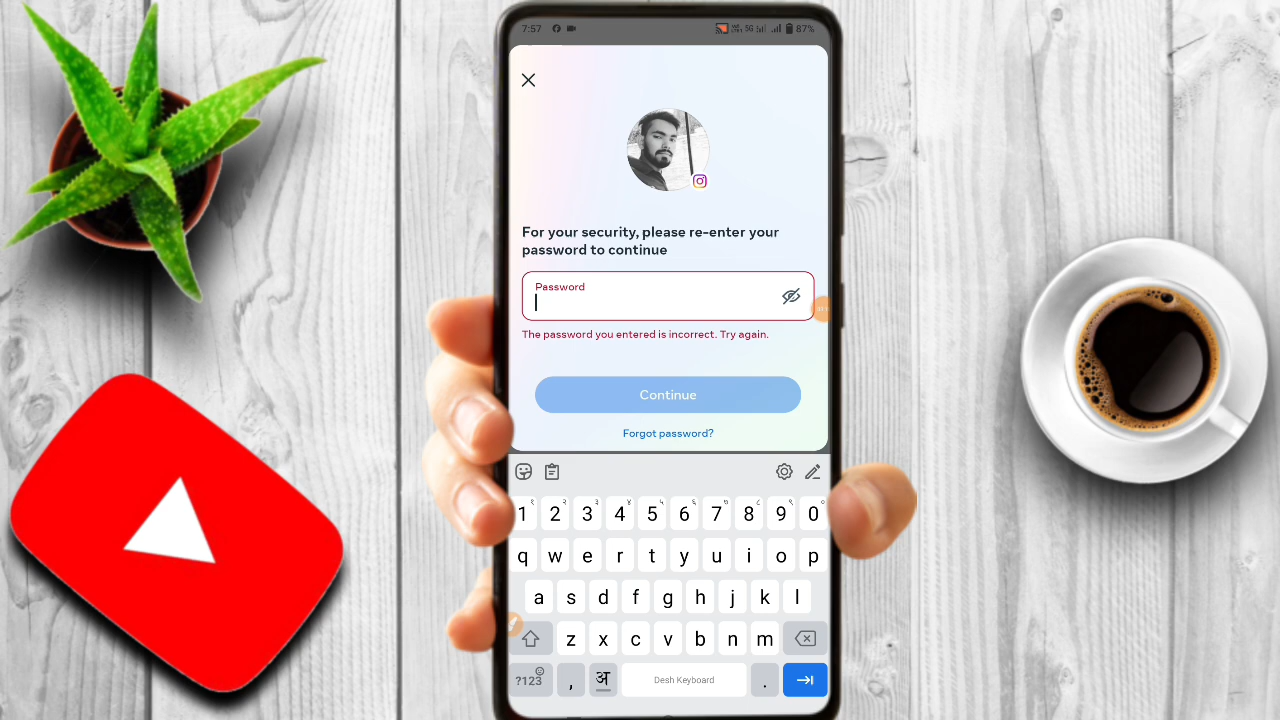 7:57
5G
87%
For your security, please re-enter your
password to continue
Password
The password you entered is incorrect. Try again.
Continue
Forgot password?
1 2 3 4 5 6 7 8 9 0
q w e r t y u i o p
a s d f g h j k l
z x c v b n m
?123 , अ Desh Keyboard .